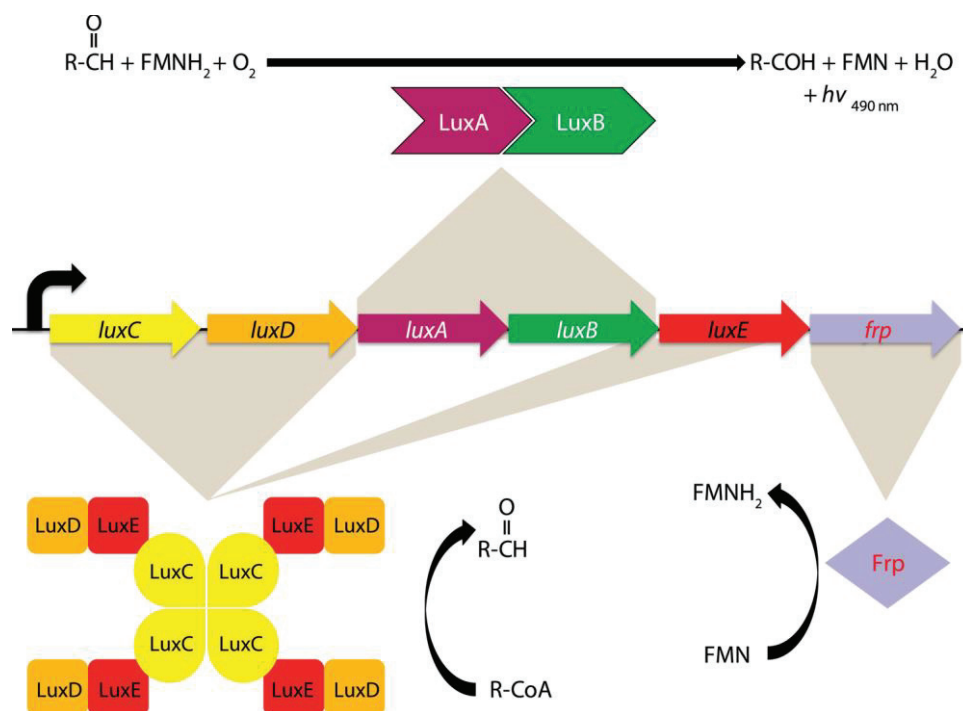 O
R-CH + FMNH₂ + O₂
R-COH + FMN + H₂O
+ hν 490 nm
LuxA
LuxB
luxC
luxD
luxA
luxB
luxE
frp
LuxD
LuxE
LuxE
LuxD
LuxC
LuxC
LuxC
LuxC
LuxD
LuxE
LuxE
LuxD
O
R-CH
R-CoA
FMNH₂
Frp
FMN